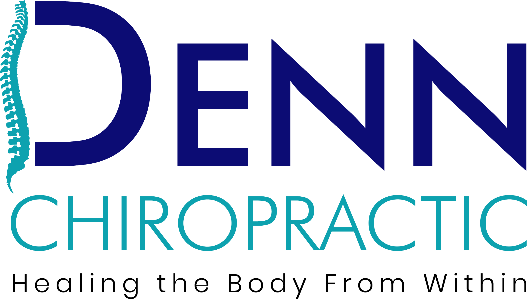 DENN
CHIROPRACTIC
Healing the Body From Within